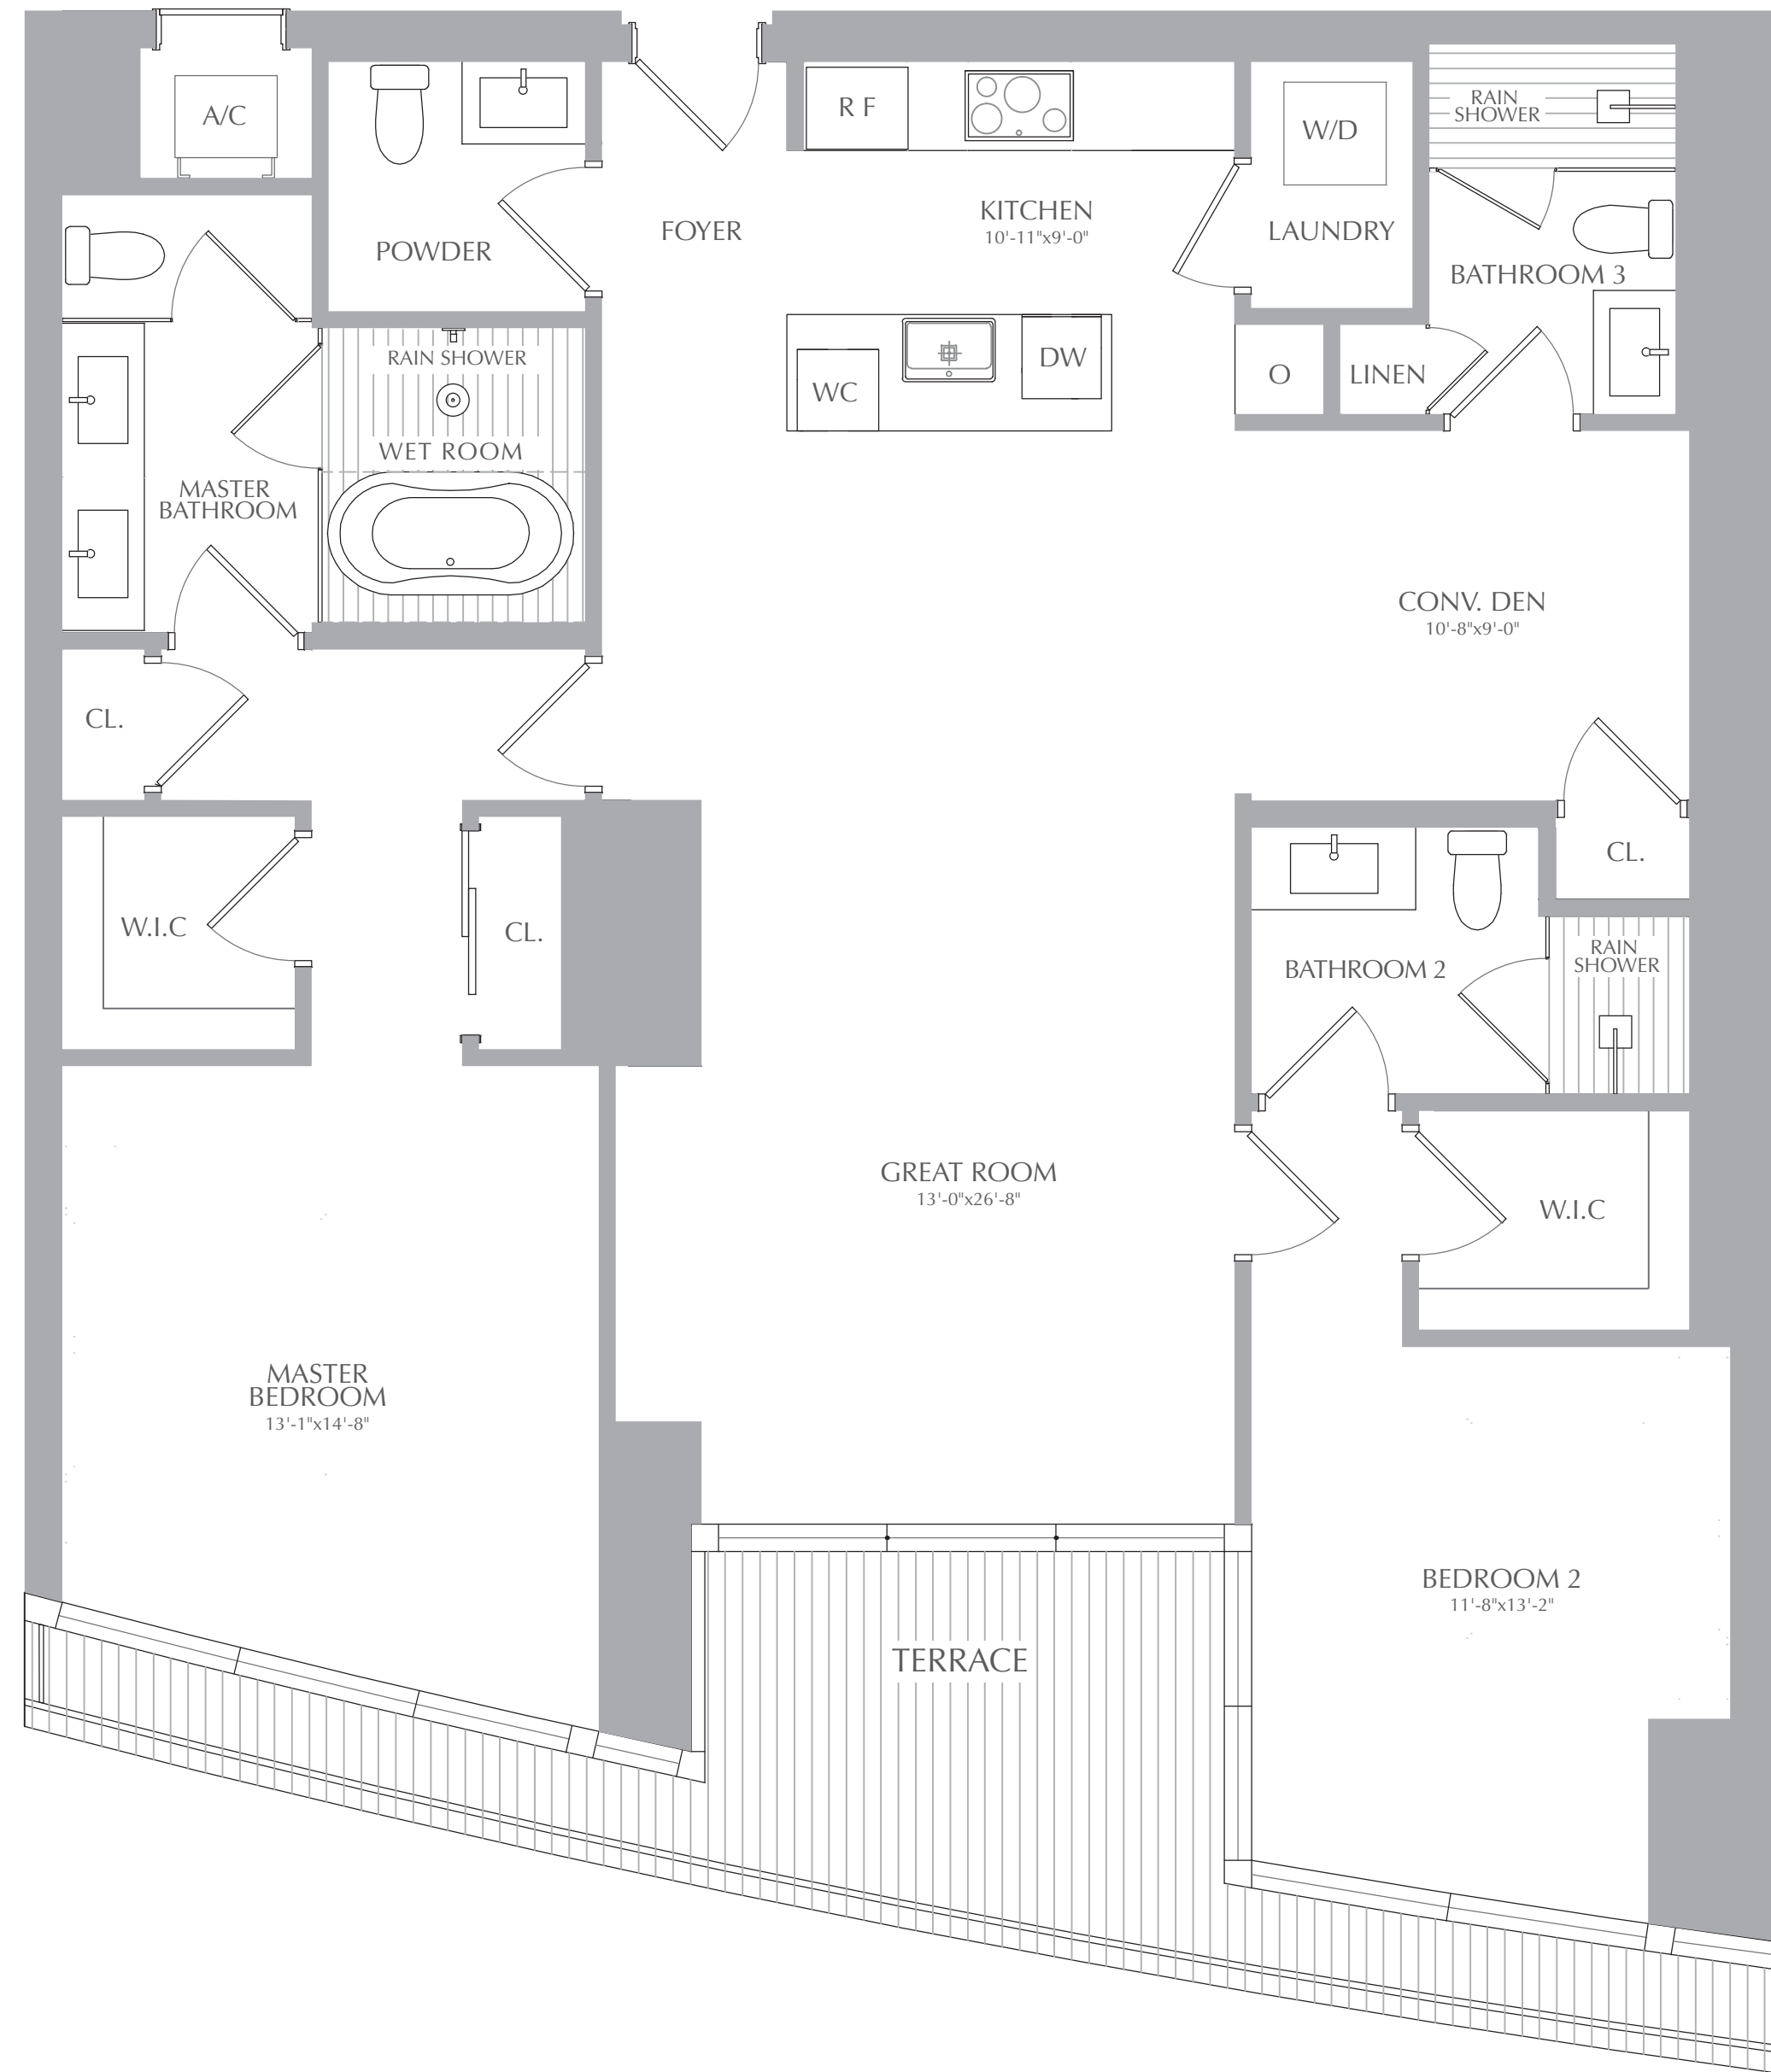 A/C
R F
W/D
RAIN
SHOWER
KITCHEN
10'-11"x9'-0"
FOYER
LAUNDRY
POWDER
BATHROOM 3
RAIN SHOWER
WET ROOM
WC
DW
O
LINEN
MASTER
BATHROOM
CONV. DEN
10'-8"x9'-0"
CL.
CL.
W.I.C
CL.
BATHROOM 2
RAIN
SHOWER
GREAT ROOM
13'-0"x26'-8"
W.I.C
MASTER
BEDROOM
13'-1"x14'-8"
BEDROOM 2
11'-8"x13'-2"
TERRACE